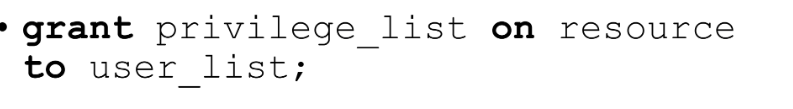 • grant privilege_list on resource
to user_list;